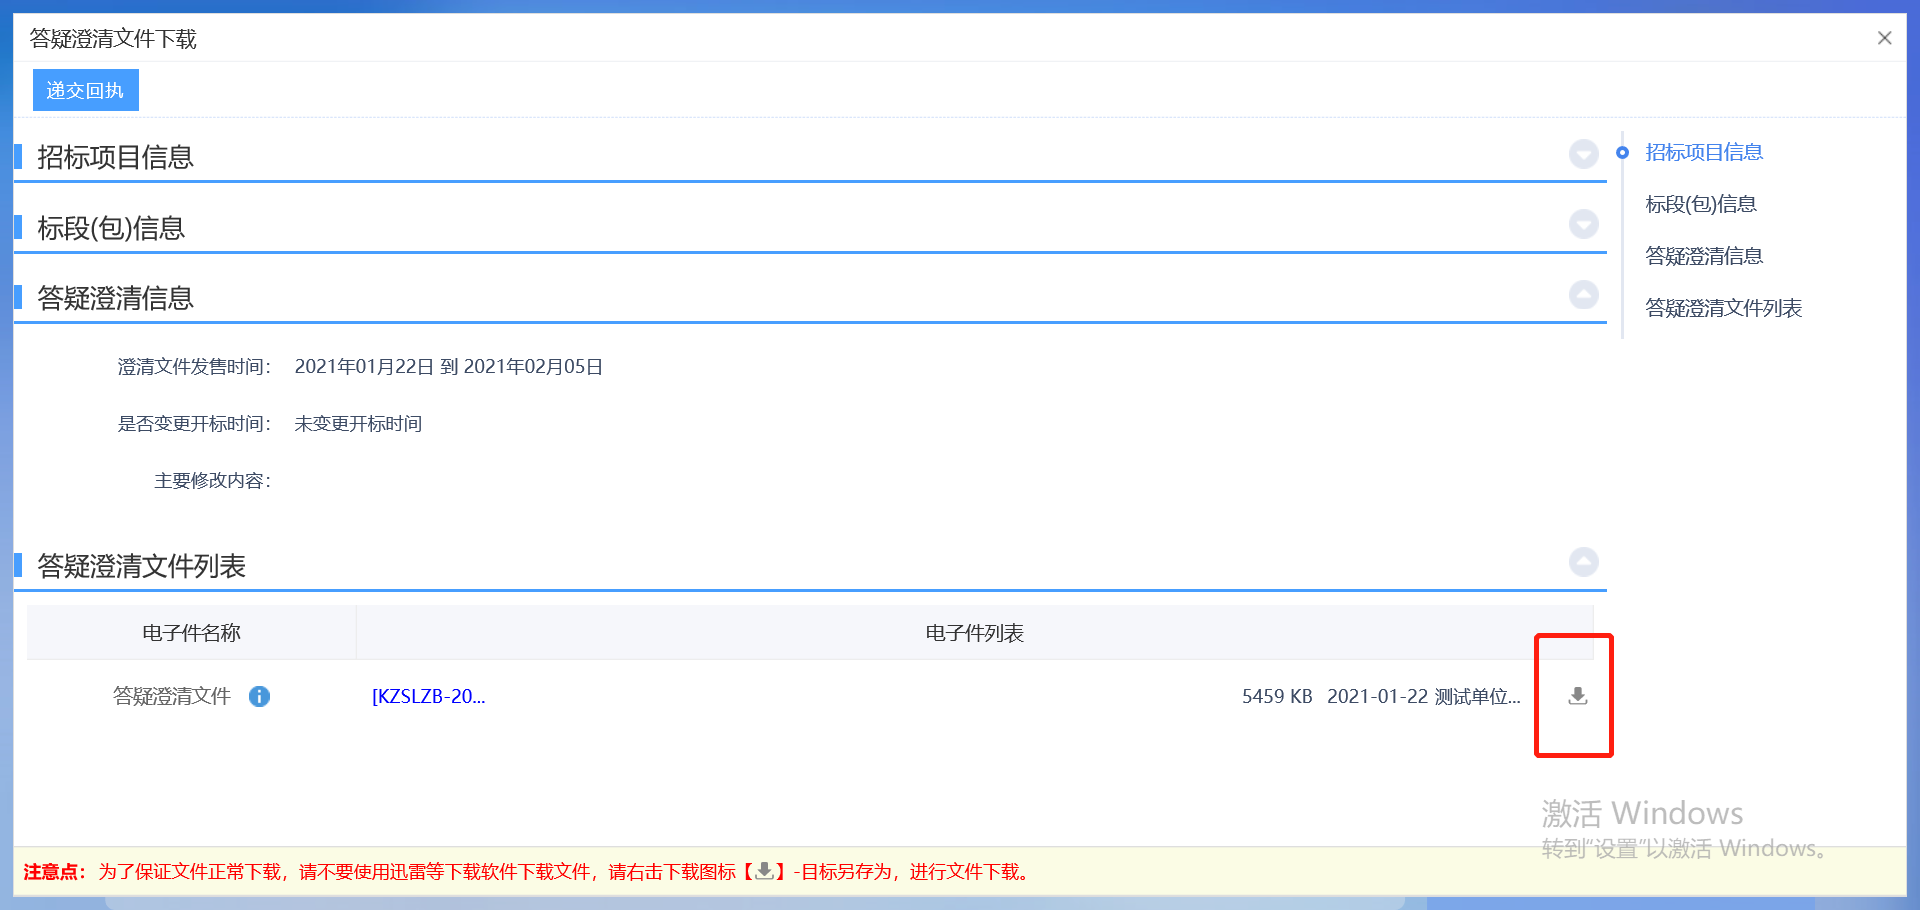 答疑澄清文件下载
递交回执
招标项目信息
标段(包)信息
答疑澄清信息
澄清文件发售时间： 2021年01月22日 到 2021年02月05日
是否变更开标时间： 未变更开标时间
主要修改内容：
答疑澄清文件列表
电子件名称 电子件列表
答疑澄清文件 [KZSLZB-20... 5459 KB 2021-01-22 测试单位...
招标项目信息
标段(包)信息
答疑澄清信息
答疑澄清文件列表
激活 Windows
转到“设置”以激活 Windows。
注意点：为了保证文件正常下载，请不要使用迅雷等下载软件下载文件，请右击下载图标【】-目标另存为，进行文件下载。